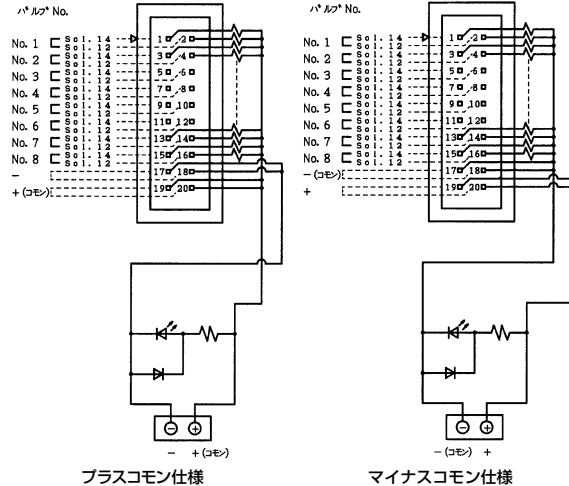 バルブNo.
No. 1 Sol. 14 1 2
Sol. 12
No. 2 Sol. 14 3 4
Sol. 12
No. 3 Sol. 14 5 6
Sol. 12
No. 4 Sol. 14 7 8
Sol. 12
No. 5 Sol. 14 9 10
Sol. 12
No. 6 Sol. 14 11 12
Sol. 12
No. 7 Sol. 14 13 14
Sol. 12
No. 8 Sol. 14 15 16
Sol. 12
− 17 18
+(コモン) 19 20
− +(コモン)
プラスコモン仕様
バルブNo.
No. 1 Sol. 14 1 2
Sol. 12
No. 2 Sol. 14 3 4
Sol. 12
No. 3 Sol. 14 5 6
Sol. 12
No. 4 Sol. 14 7 8
Sol. 12
No. 5 Sol. 14 9 10
Sol. 12
No. 6 Sol. 14 11 12
Sol. 12
No. 7 Sol. 14 13 14
Sol. 12
No. 8 Sol. 14 15 16
Sol. 12
−(コモン) 17 18
+ 19 20
−(コモン) +
マイナスコモン仕様